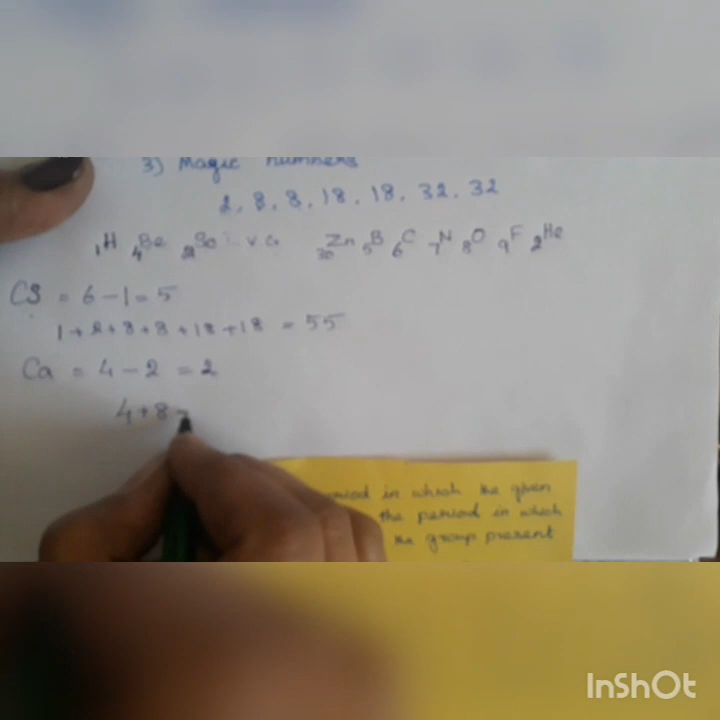 3) Magic numbers
2, 8, 8, 18, 18, 32, 32
1H 4Be 21Sc 30Zn 5B 6C 7N 8O 9F 2He
CS = 6 - 1 = 5
1 + 2 + 8 + 8 + 18 + 18 = 55
Ca = 4 - 2 = 2
4 + 8
in which the given
the period in which
the group present
InShOt